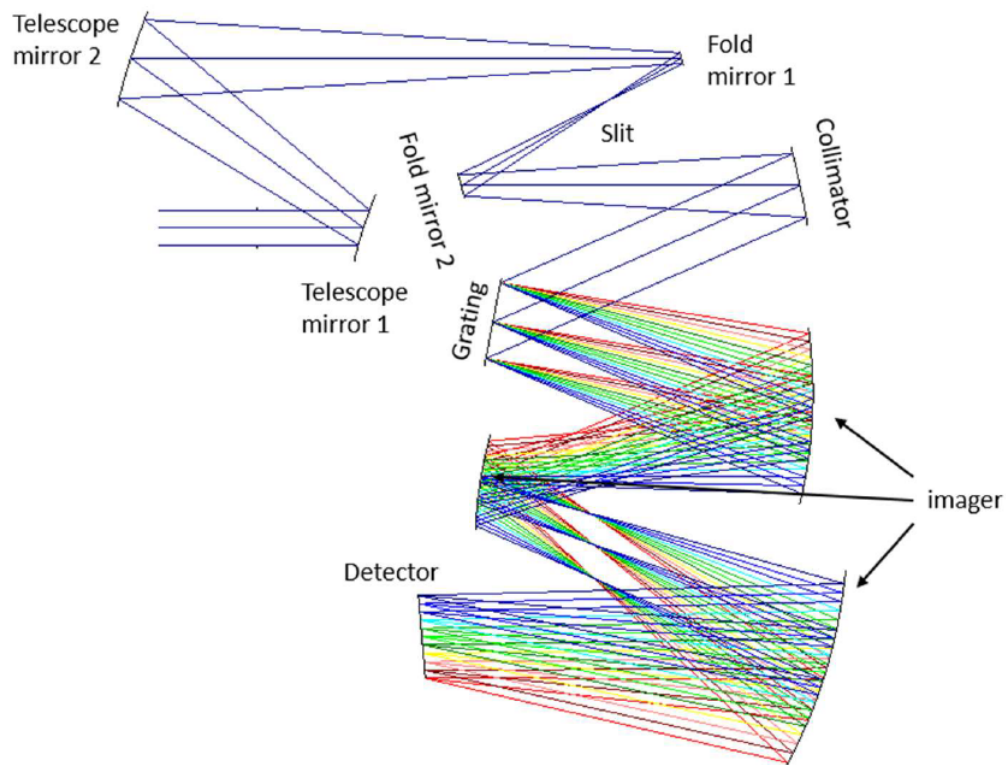 Telescope
mirror 2
Fold
mirror 1
Slit
Collimator
Fold mirror 2
Telescope
mirror 1
Grating
imager
Detector